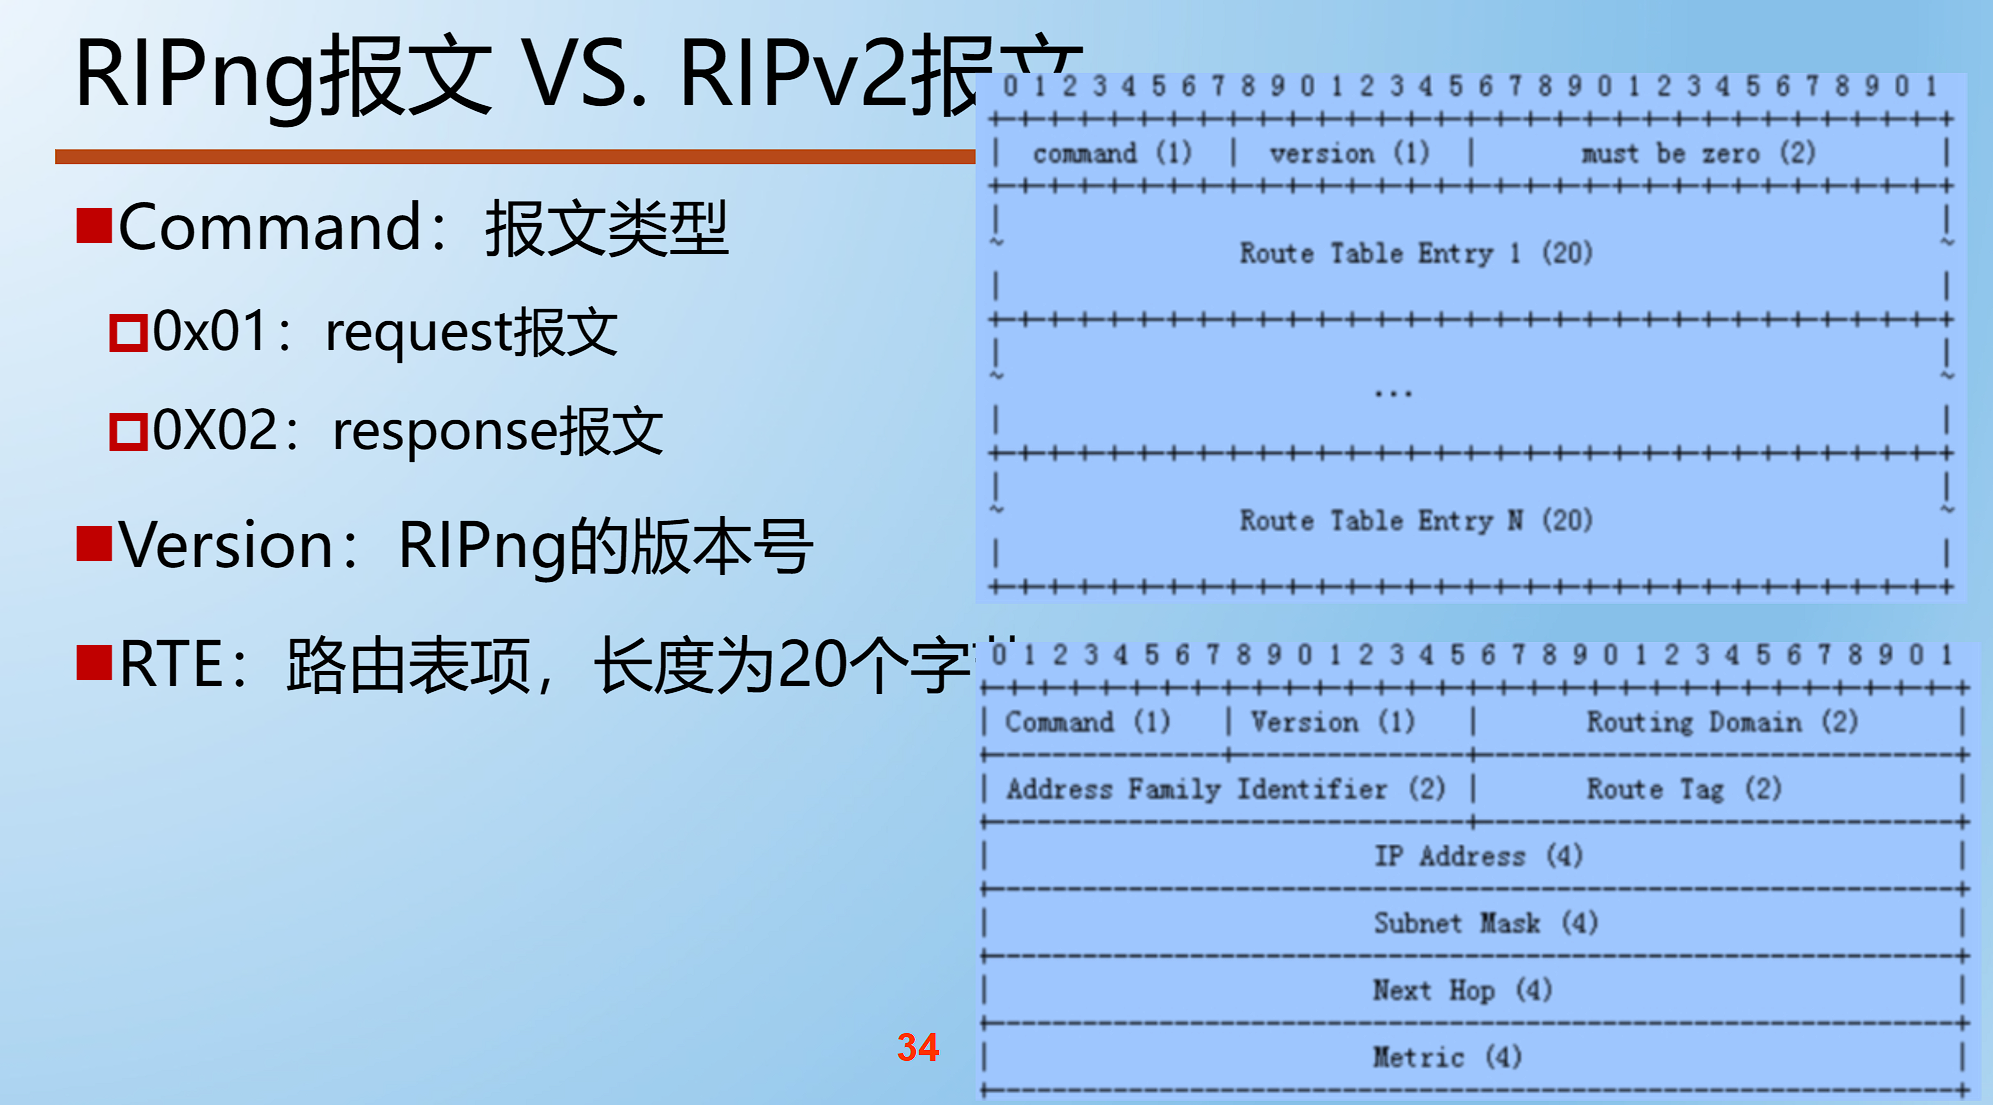 RIPng报文 VS. RIPv2报文
Command：报文类型
0x01：request报文
0X02：response报文
Version：RIPng的版本号
RTE：路由表项，长度为20个字
34
0 1 2 3 4 5 6 7 8 9 0 1 2 3 4 5 6 7 8 9 0 1 2 3 4 5 6 7 8 9 0 1
command (1) | version (1) | must be zero (2)
Route Table Entry 1 (20)
...
Route Table Entry N (20)
0 1 2 3 4 5 6 7 8 9 0 1 2 3 4 5 6 7 8 9 0 1 2 3 4 5 6 7 8 9 0 1
Command (1) | Version (1) | Routing Domain (2)
Address Family Identifier (2) | Route Tag (2)
IP Address (4)
Subnet Mask (4)
Next Hop (4)
Metric (4)